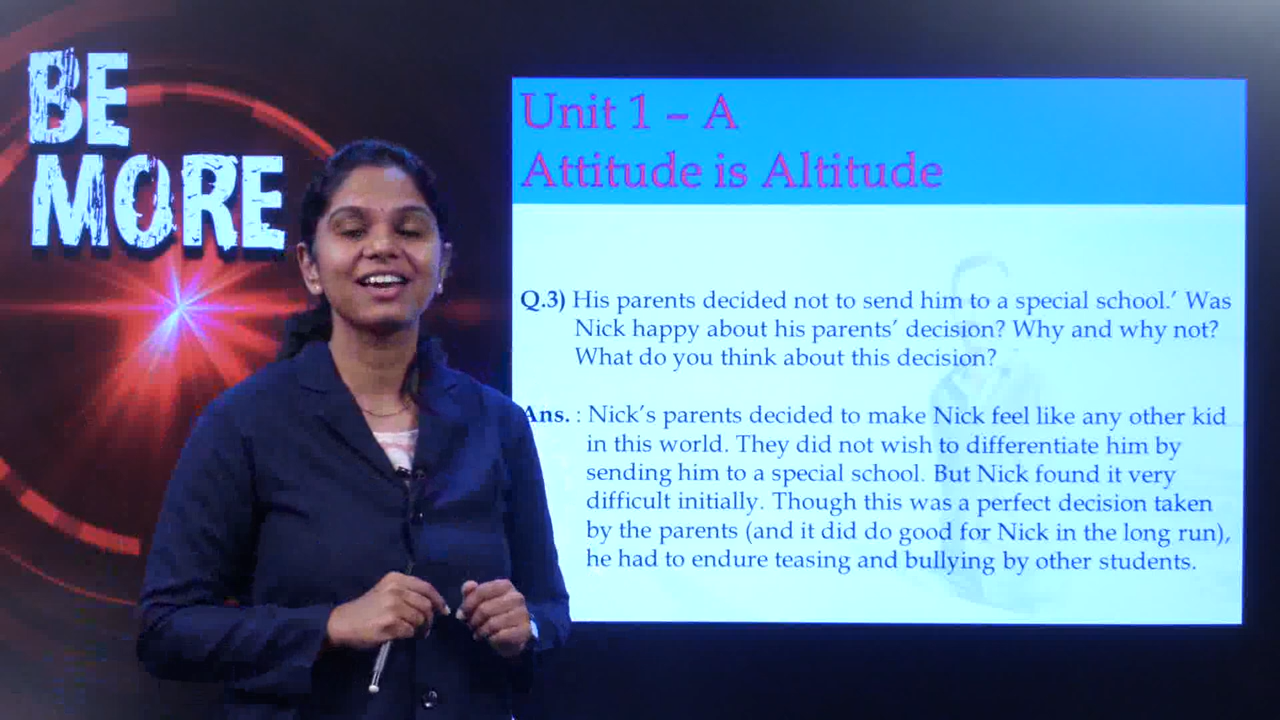 BE
MORE
Unit 1 – A
Attitude is Altitude
Q.3) His parents decided not to send him to a special school.’ Was
Nick happy about his parents’ decision? Why and why not?
What do you think about this decision?
Ans. : Nick’s parents decided to make Nick feel like any other kid
in this world. They did not wish to differentiate him by
sending him to a special school. But Nick found it very
difficult initially. Though this was a perfect decision taken
by the parents (and it did do good for Nick in the long run),
he had to endure teasing and bullying by other students.